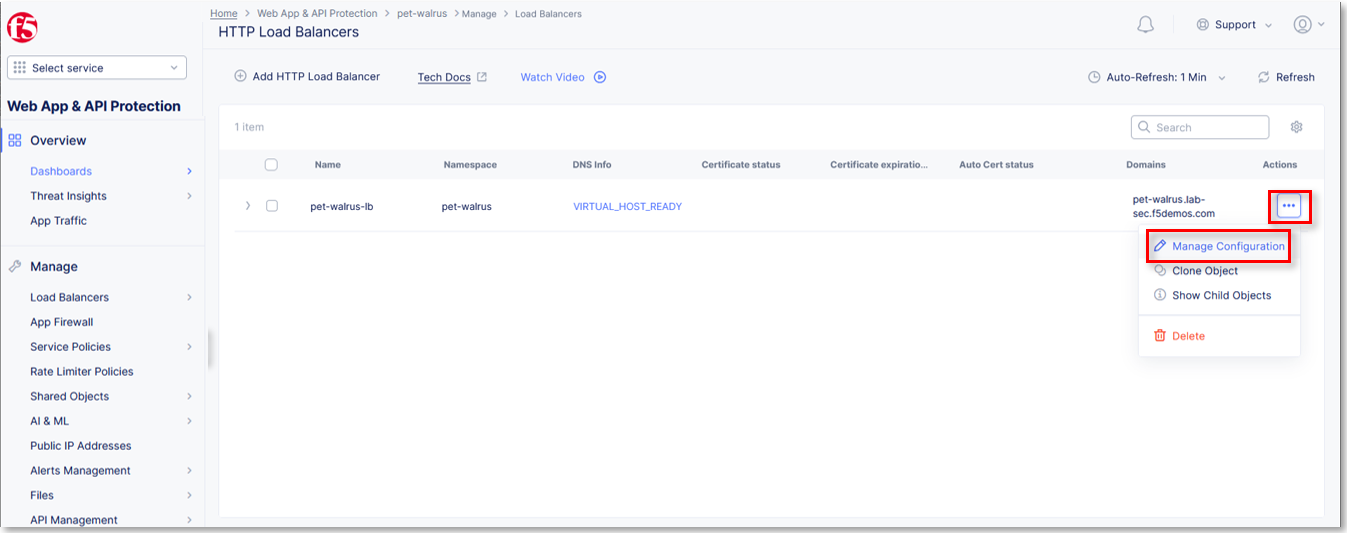 f5
Home > Web App & API Protection > pet-walrus > Manage > Load Balancers
HTTP Load Balancers
Support
Select service
Add HTTP Load Balancer Tech Docs Watch Video
Auto-Refresh: 1 Min Refresh
Web App & API Protection
Overview
Dashboards
Threat Insights
App Traffic
Manage
Load Balancers
App Firewall
Service Policies
Rate Limiter Policies
Shared Objects
AI & ML
Public IP Addresses
Alerts Management
Files
API Management
1 item
Search
Name Namespace DNS Info Certificate status Certificate expiratio... Auto Cert status Domains Actions
pet-walrus-lb pet-walrus VIRTUAL_HOST_READY
pet-walrus.lab-
sec.f5demos.com
Manage Configuration
Clone Object
Show Child Objects
Delete